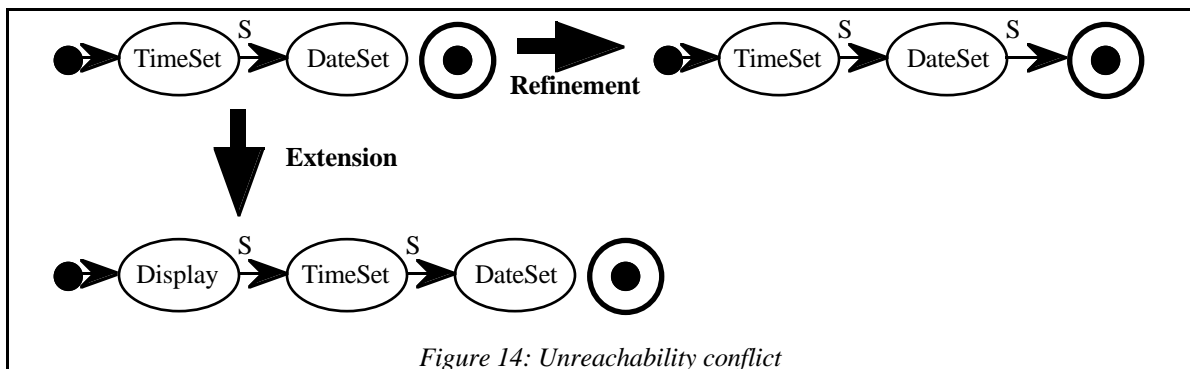 S S S
TimeSet DateSet TimeSet DateSet
Refinement
Extension
S S
Display TimeSet DateSet
Figure 14: Unreachability conflict